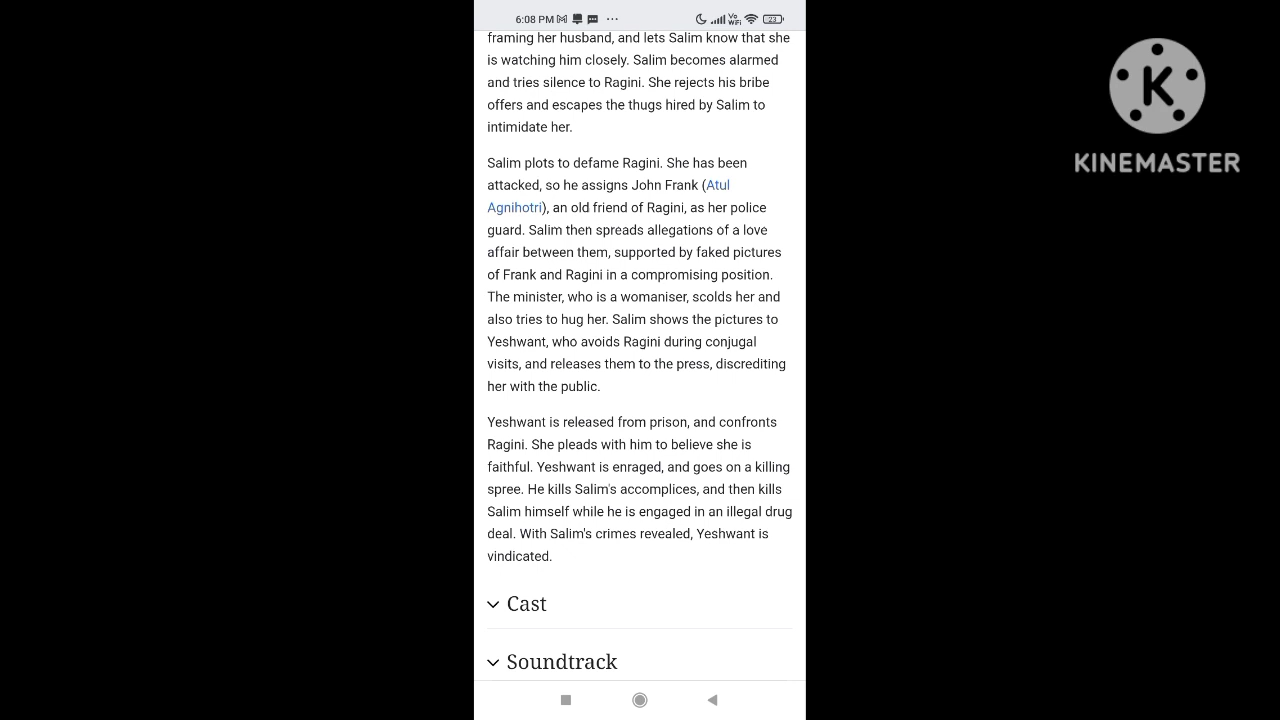 6:08 PM
Vo
WiFi
23
framing her husband, and lets Salim know that she
is watching him closely. Salim becomes alarmed
and tries silence to Ragini. She rejects his bribe
offers and escapes the thugs hired by Salim to
intimidate her.
Salim plots to defame Ragini. She has been
attacked, so he assigns John Frank (Atul
Agnihotri), an old friend of Ragini, as her police
guard. Salim then spreads allegations of a love
affair between them, supported by faked pictures
of Frank and Ragini in a compromising position.
The minister, who is a womaniser, scolds her and
also tries to hug her. Salim shows the pictures to
Yeshwant, who avoids Ragini during conjugal
visits, and releases them to the press, discrediting
her with the public.
Yeshwant is released from prison, and confronts
Ragini. She pleads with him to believe she is
faithful. Yeshwant is enraged, and goes on a killing
spree. He kills Salim's accomplices, and then kills
Salim himself while he is engaged in an illegal drug
deal. With Salim's crimes revealed, Yeshwant is
vindicated.
Cast
Soundtrack
K
KINEMASTER